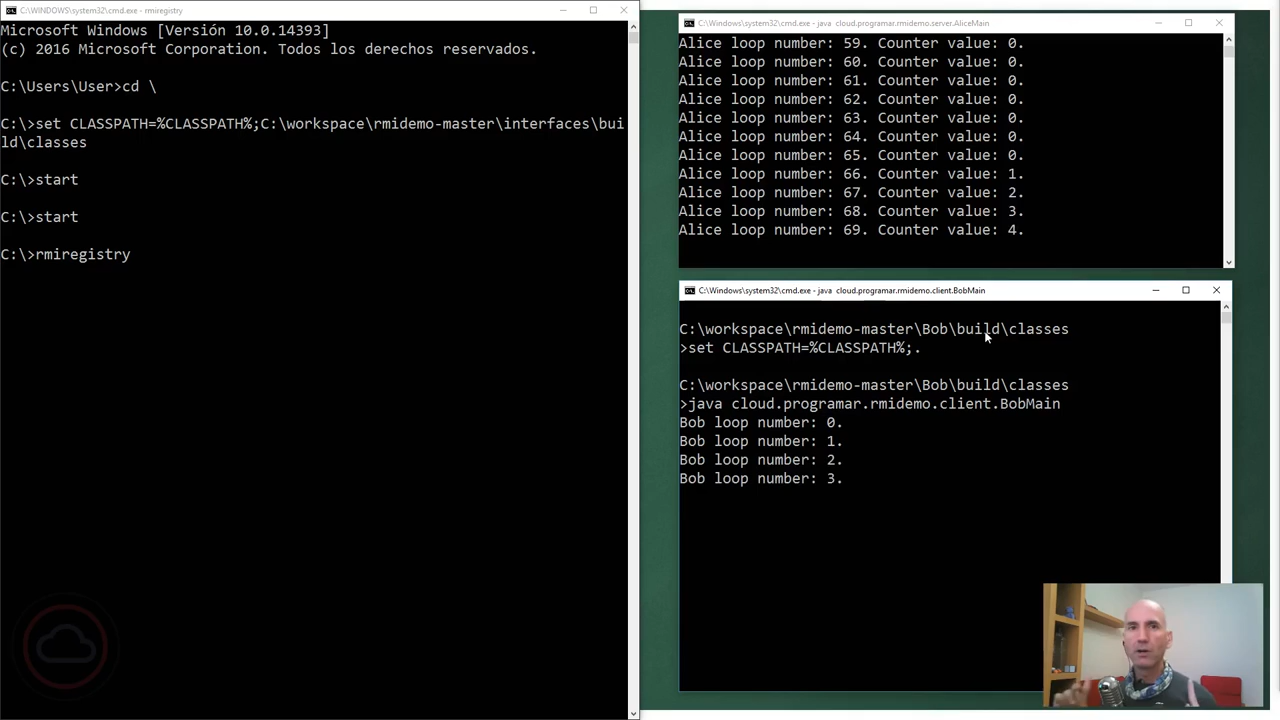 C:\WINDOWS\system32\cmd.exe - rmiregistry
Microsoft Windows [Versión 10.0.14393]
(c) 2016 Microsoft Corporation. Todos los derechos reservados.
C:\Users\User>cd \
C:\>set CLASSPATH=%CLASSPATH%;C:\workspace\rmidemo-master\interfaces\bui
ld\classes
C:\>start
C:\>start
C:\>rmiregistry
C:\Windows\system32\cmd.exe - java  cloud.programar.rmidemo.server.AliceMain
Alice loop number: 59. Counter value: 0.
Alice loop number: 60. Counter value: 0.
Alice loop number: 61. Counter value: 0.
Alice loop number: 62. Counter value: 0.
Alice loop number: 63. Counter value: 0.
Alice loop number: 64. Counter value: 0.
Alice loop number: 65. Counter value: 0.
Alice loop number: 66. Counter value: 1.
Alice loop number: 67. Counter value: 2.
Alice loop number: 68. Counter value: 3.
Alice loop number: 69. Counter value: 4.
C:\Windows\system32\cmd.exe - java  cloud.programar.rmidemo.client.BobMain
C:\workspace\rmidemo-master\Bob\build\classes
>set CLASSPATH=%CLASSPATH%;.
C:\workspace\rmidemo-master\Bob\build\classes
>java cloud.programar.rmidemo.client.BobMain
Bob loop number: 0.
Bob loop number: 1.
Bob loop number: 2.
Bob loop number: 3.